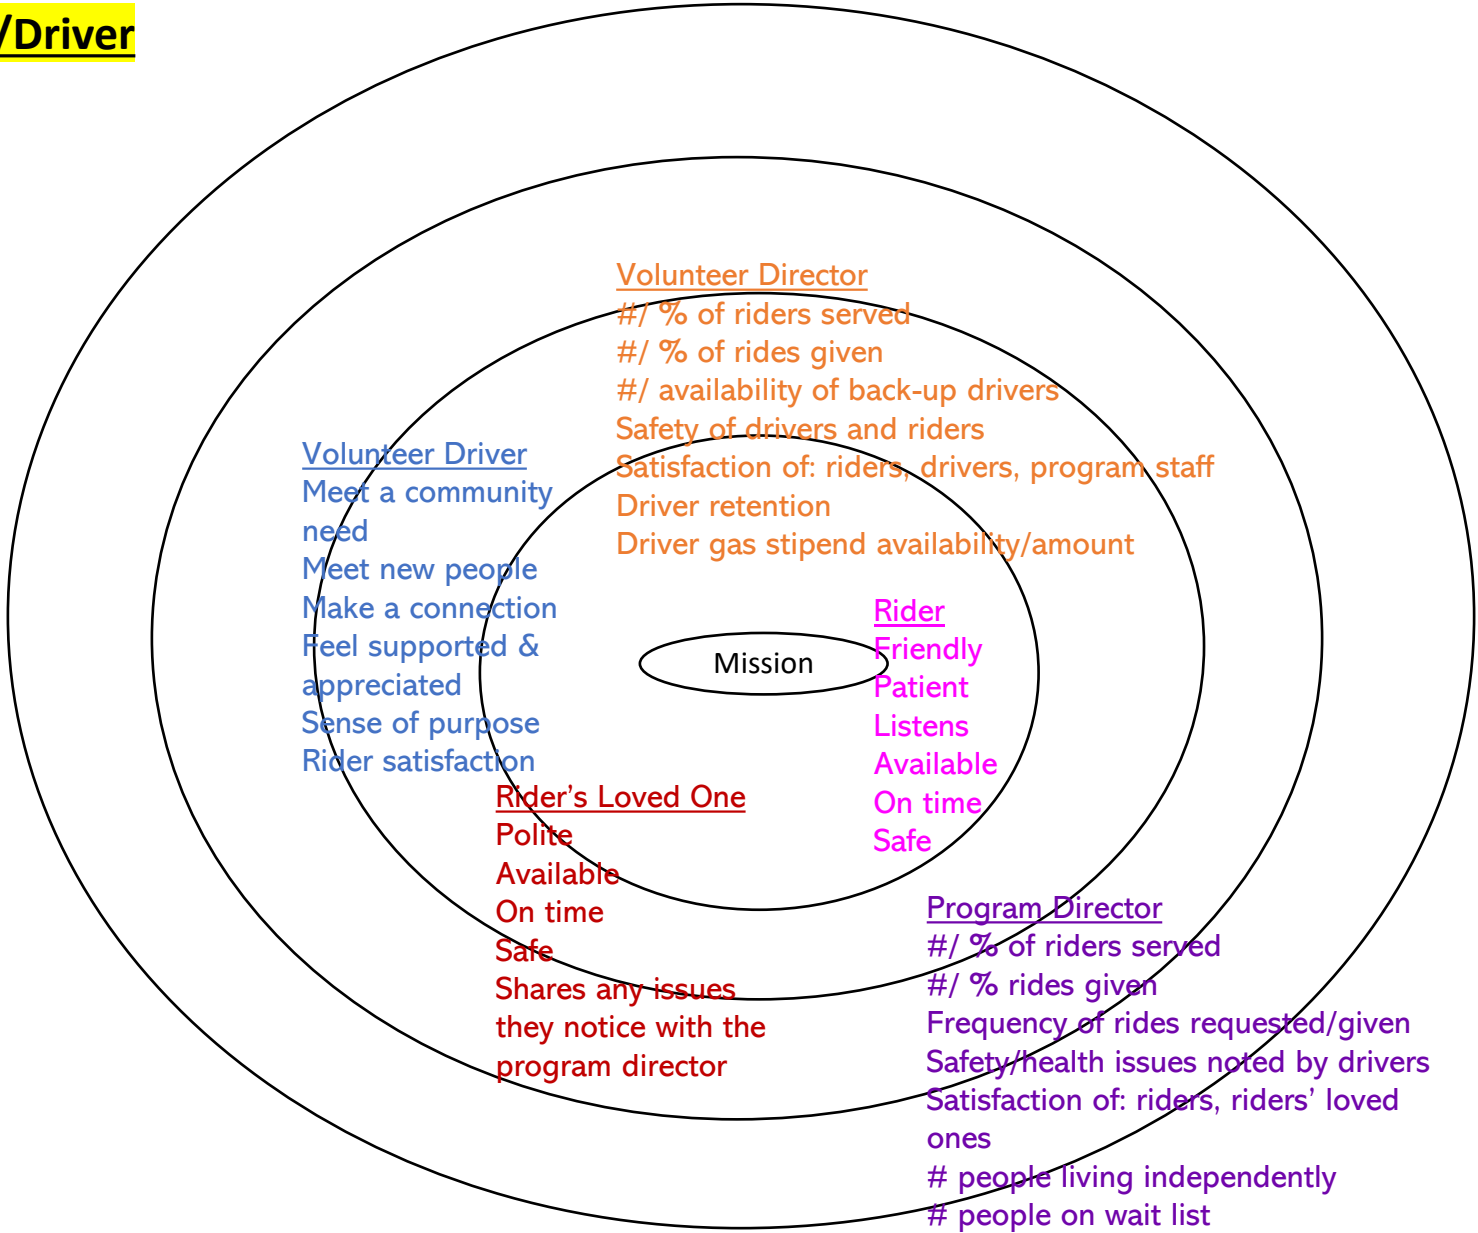 /Driver
Volunteer Director
#/ % of riders served
#/ % of rides given
#/ availability of back-up drivers
Safety of drivers and riders
Satisfaction of: riders, drivers, program staff
Driver retention
Driver gas stipend availability/amount
Volunteer Driver
Meet a community
need
Meet new people
Make a connection
Feel supported &
appreciated
Sense of purpose
Rider satisfaction
Mission
Rider
Friendly
Patient
Listens
Available
On time
Safe
Rider’s Loved One
Polite
Available
On time
Safe
Shares any issues
they notice with the
program director
Program Director
#/ % of riders served
#/ % rides given
Frequency of rides requested/given
Safety/health issues noted by drivers
Satisfaction of: riders, riders’ loved
ones
# people living independently
# people on wait list